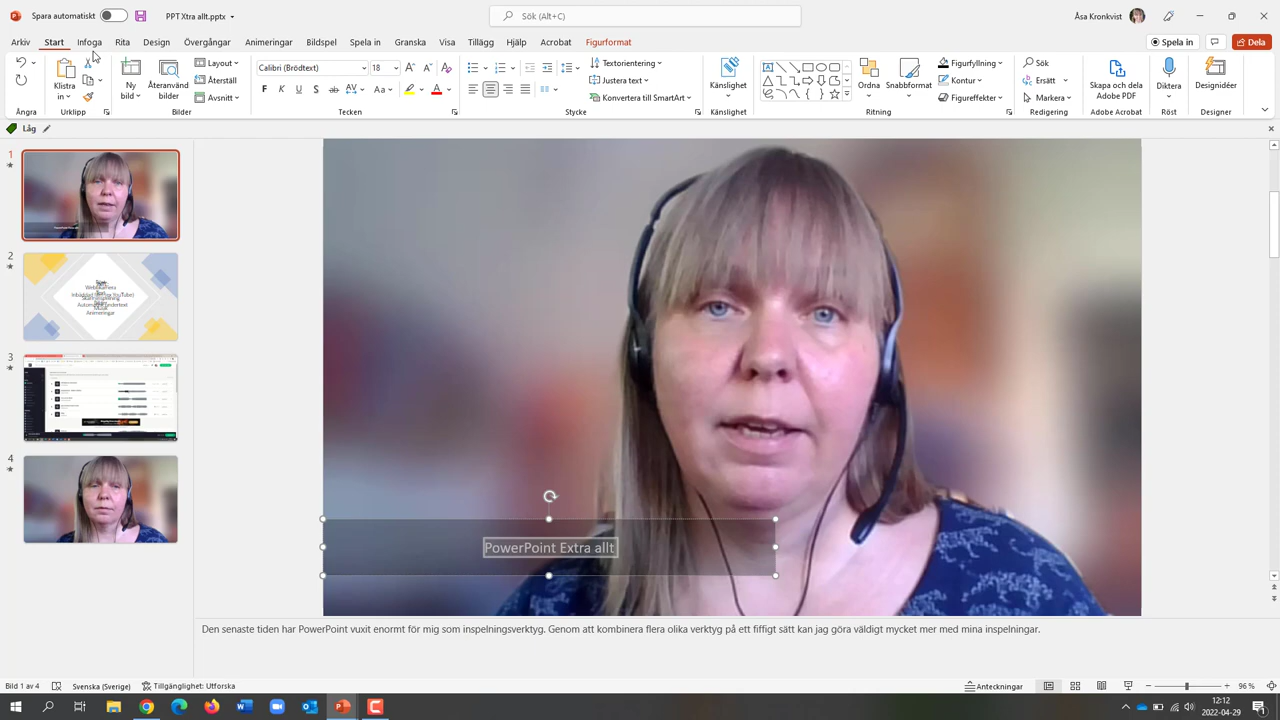 Spara automatiskt
PPT Xtra allt.pptx
Sök (Alt+C)
Åsa Kronkvist
Arkiv
Start
Infoga
Rita
Design
Övergångar
Animeringar
Bildspel
Spela in
Granska
Visa
Tillägg
Hjälp
Acrobat
Figurformat
Spela in
Dela
Klistra in
Ny bild
Återanvänd bilder
Layout
Återställ
Avsnitt
Calibri (Brödtext)
18
Textorientering
Justera text
Konvertera till SmartArt
Känslighet
Ordna
Snabbformat
Figurfyllning
Kontur
Figureffekter
Sök
Ersätt
Markera
Skapa och dela Adobe PDF
Diktera
Designidéer
Ångra
Urklipp
Bilder
Tecken
Stycke
Känslighet
Ritning
Redigering
Adobe Acrobat
Röst
Designer
Låg
1
2
3
4
PowerPoint Extra allt
Den senaste tiden har PowerPoint vuxit enormt för mig som inspelningsverktyg. Genom att kombinera flera olika verktyg på ett fiffigt sätt kan jag göra väldigt mycket mer med mina inspelningar.
Bild 1 av 4
Svenska (Sverige)
Tillgänglighet: Utforska
Anteckningar
96 %
12:12
2022-04-29